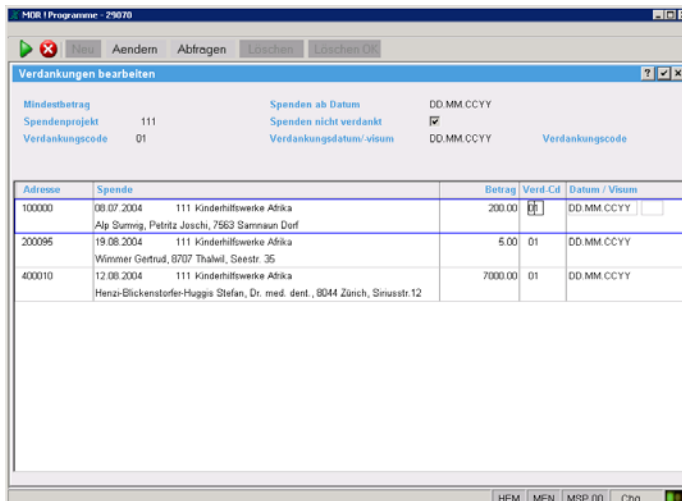 MOR ! Programme - 29070
Neu Aendern Abfragen Löschen Löschen OK
Verdankungen bearbeiten ?
Mindestbetrag Spenden ab Datum DD.MM.CCYY
Spendenprojekt 111 Spenden nicht verdankt
Verdankungscode 01 Verdankungsdatum/-visum DD.MM.CCYY Verdankungscode
Adresse Spende Betrag Verd-Cd Datum / Visum
100000 08.07.2004 111 Kinderhilfswerke Afrika 200.00 01 DD.MM.CCYY
Alp Sumvig, Petritz Joschi, 7563 Samnaun Dorf
200095 19.08.2004 111 Kinderhilfswerke Afrika 5.00 01 DD.MM.CCYY
Wimmer Gertrud, 8707 Thalwil, Seestr. 35
400010 12.08.2004 111 Kinderhilfswerke Afrika 7000.00 01 DD.MM.CCYY
Henzi-Blickenstorfer-Huggis Stefan, Dr. med. dent., 8044 Zürich, Siriusstr.12
HEM MEN MSP.00 Chg